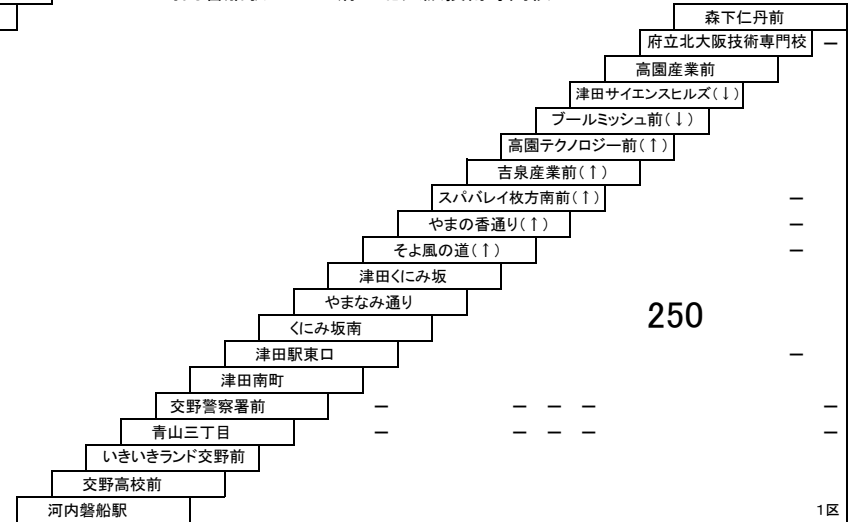 森下仁丹前
府立北大阪技術専門校 －
高園産業前
津田サイエンスヒルズ(↓)
ブールミッシュ前(↓)
高園テクノロジー前(↑)
吉泉産業前(↑)
スパバレイ枚方南前(↑) －
やまの香通り(↑) －
そよ風の道(↑) －
津田くにみ坂
やまなみ通り
250
くにみ坂南
津田駅東口 －
津田南町
交野警察署前 － － － － －
青山三丁目 － － － － －
いきいきランド交野前
交野高校前
河内磐船駅 1区